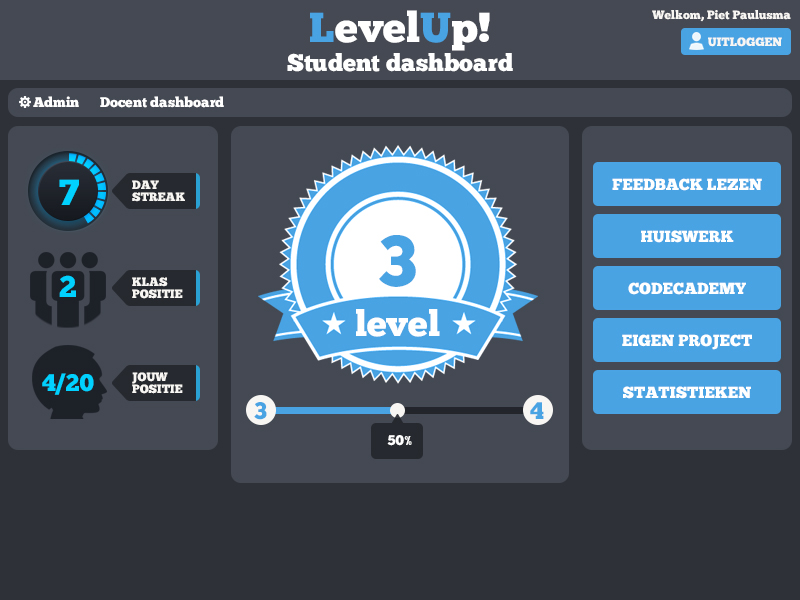 LevelUp!
Student dashboard
Welkom, Piet Paulusma
UITLOGGEN
Admin
Docent dashboard
7
DAY
STREAK
2
KLAS
POSITIE
4/20
JOUW
POSITIE
3
level
3
4
50%
FEEDBACK LEZEN
HUISWERK
CODECADEMY
EIGEN PROJECT
STATISTIEKEN